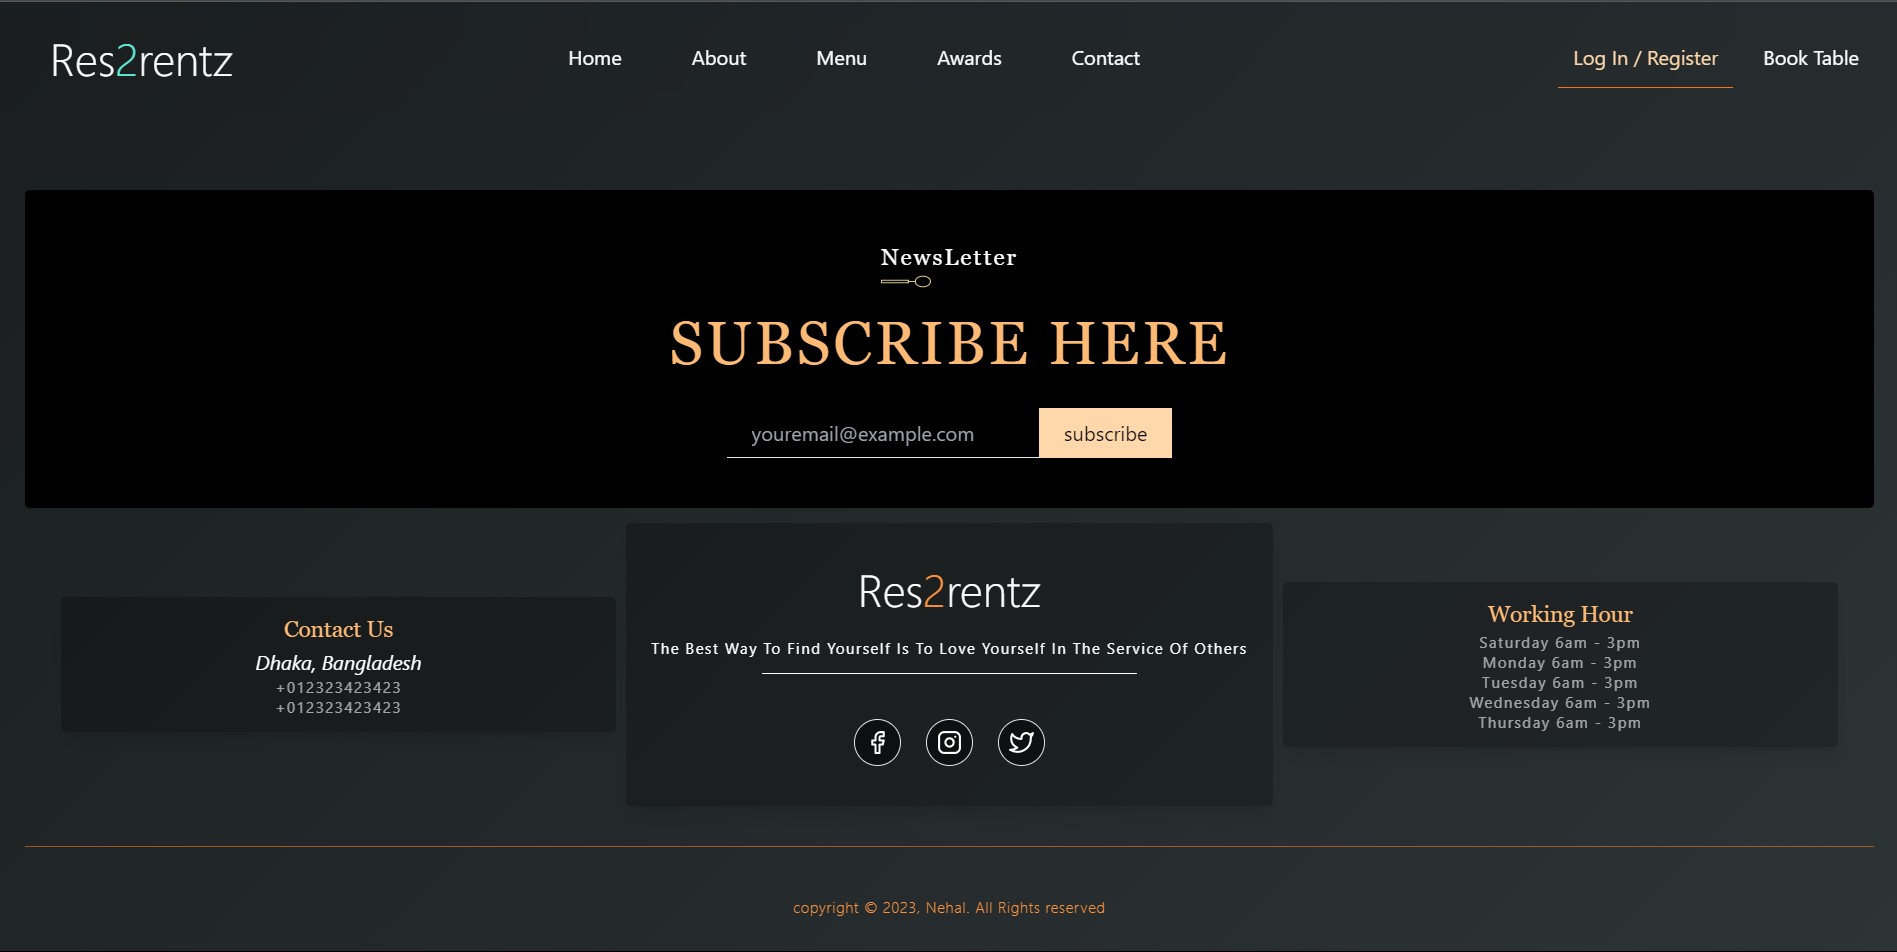 Res2rentz
Home About Menu Awards Contact
Log In / Register Book Table
NewsLetter
SUBSCRIBE HERE
youremail@example.com subscribe
Contact Us
Dhaka, Bangladesh
+012323423423
+012323423423
Res2rentz
The Best Way To Find Yourself Is To Love Yourself In The Service Of Others
Working Hour
Saturday 6am - 3pm
Monday 6am - 3pm
Tuesday 6am - 3pm
Wednesday 6am - 3pm
Thursday 6am - 3pm
copyright © 2023, Nehal. All Rights reserved